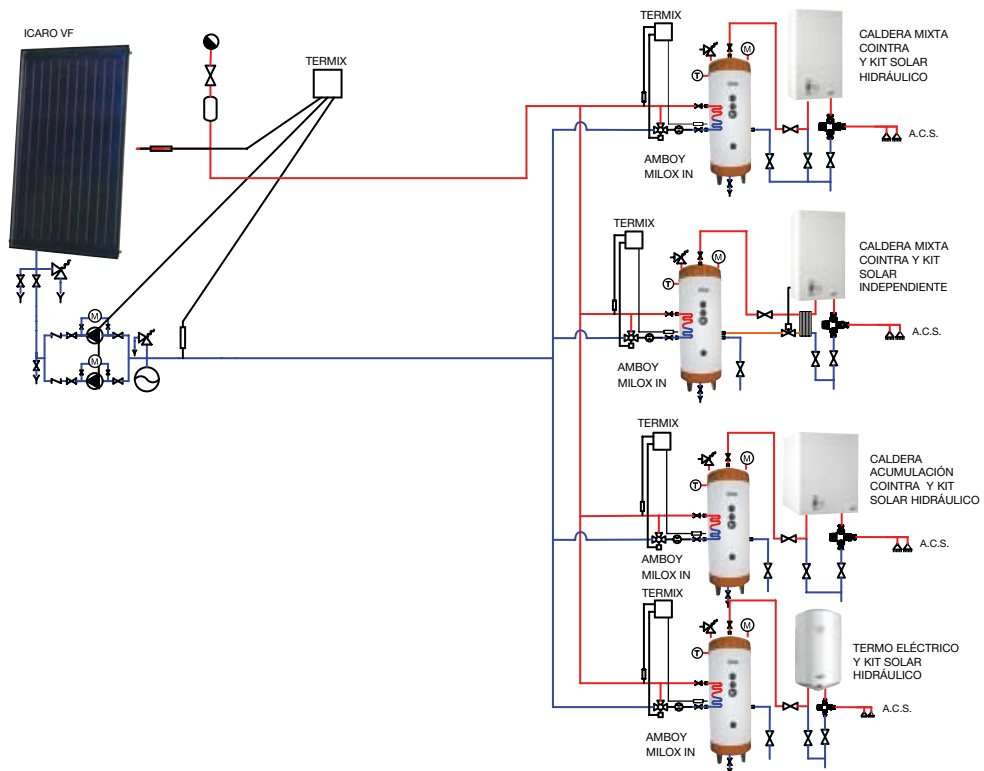 ICARO VF
TERMIX
M
M
TERMIX
M
T
AMBOY
MILOX IN
CALDERA MIXTA
COINTRA
Y KIT SOLAR
HIDRÁULICO
A.C.S.
TERMIX
M
T
AMBOY
MILOX IN
CALDERA MIXTA
COINTRA Y KIT
SOLAR
INDEPENDIENTE
A.C.S.
TERMIX
M
T
AMBOY
MILOX IN
CALDERA
ACUMULACIÓN
COINTRA Y KIT
SOLAR HIDRÁULICO
A.C.S.
TERMIX
M
T
AMBOY
MILOX IN
TERMO ELÉCTRICO
Y KIT SOLAR
HIDRÁULICO
A.C.S.